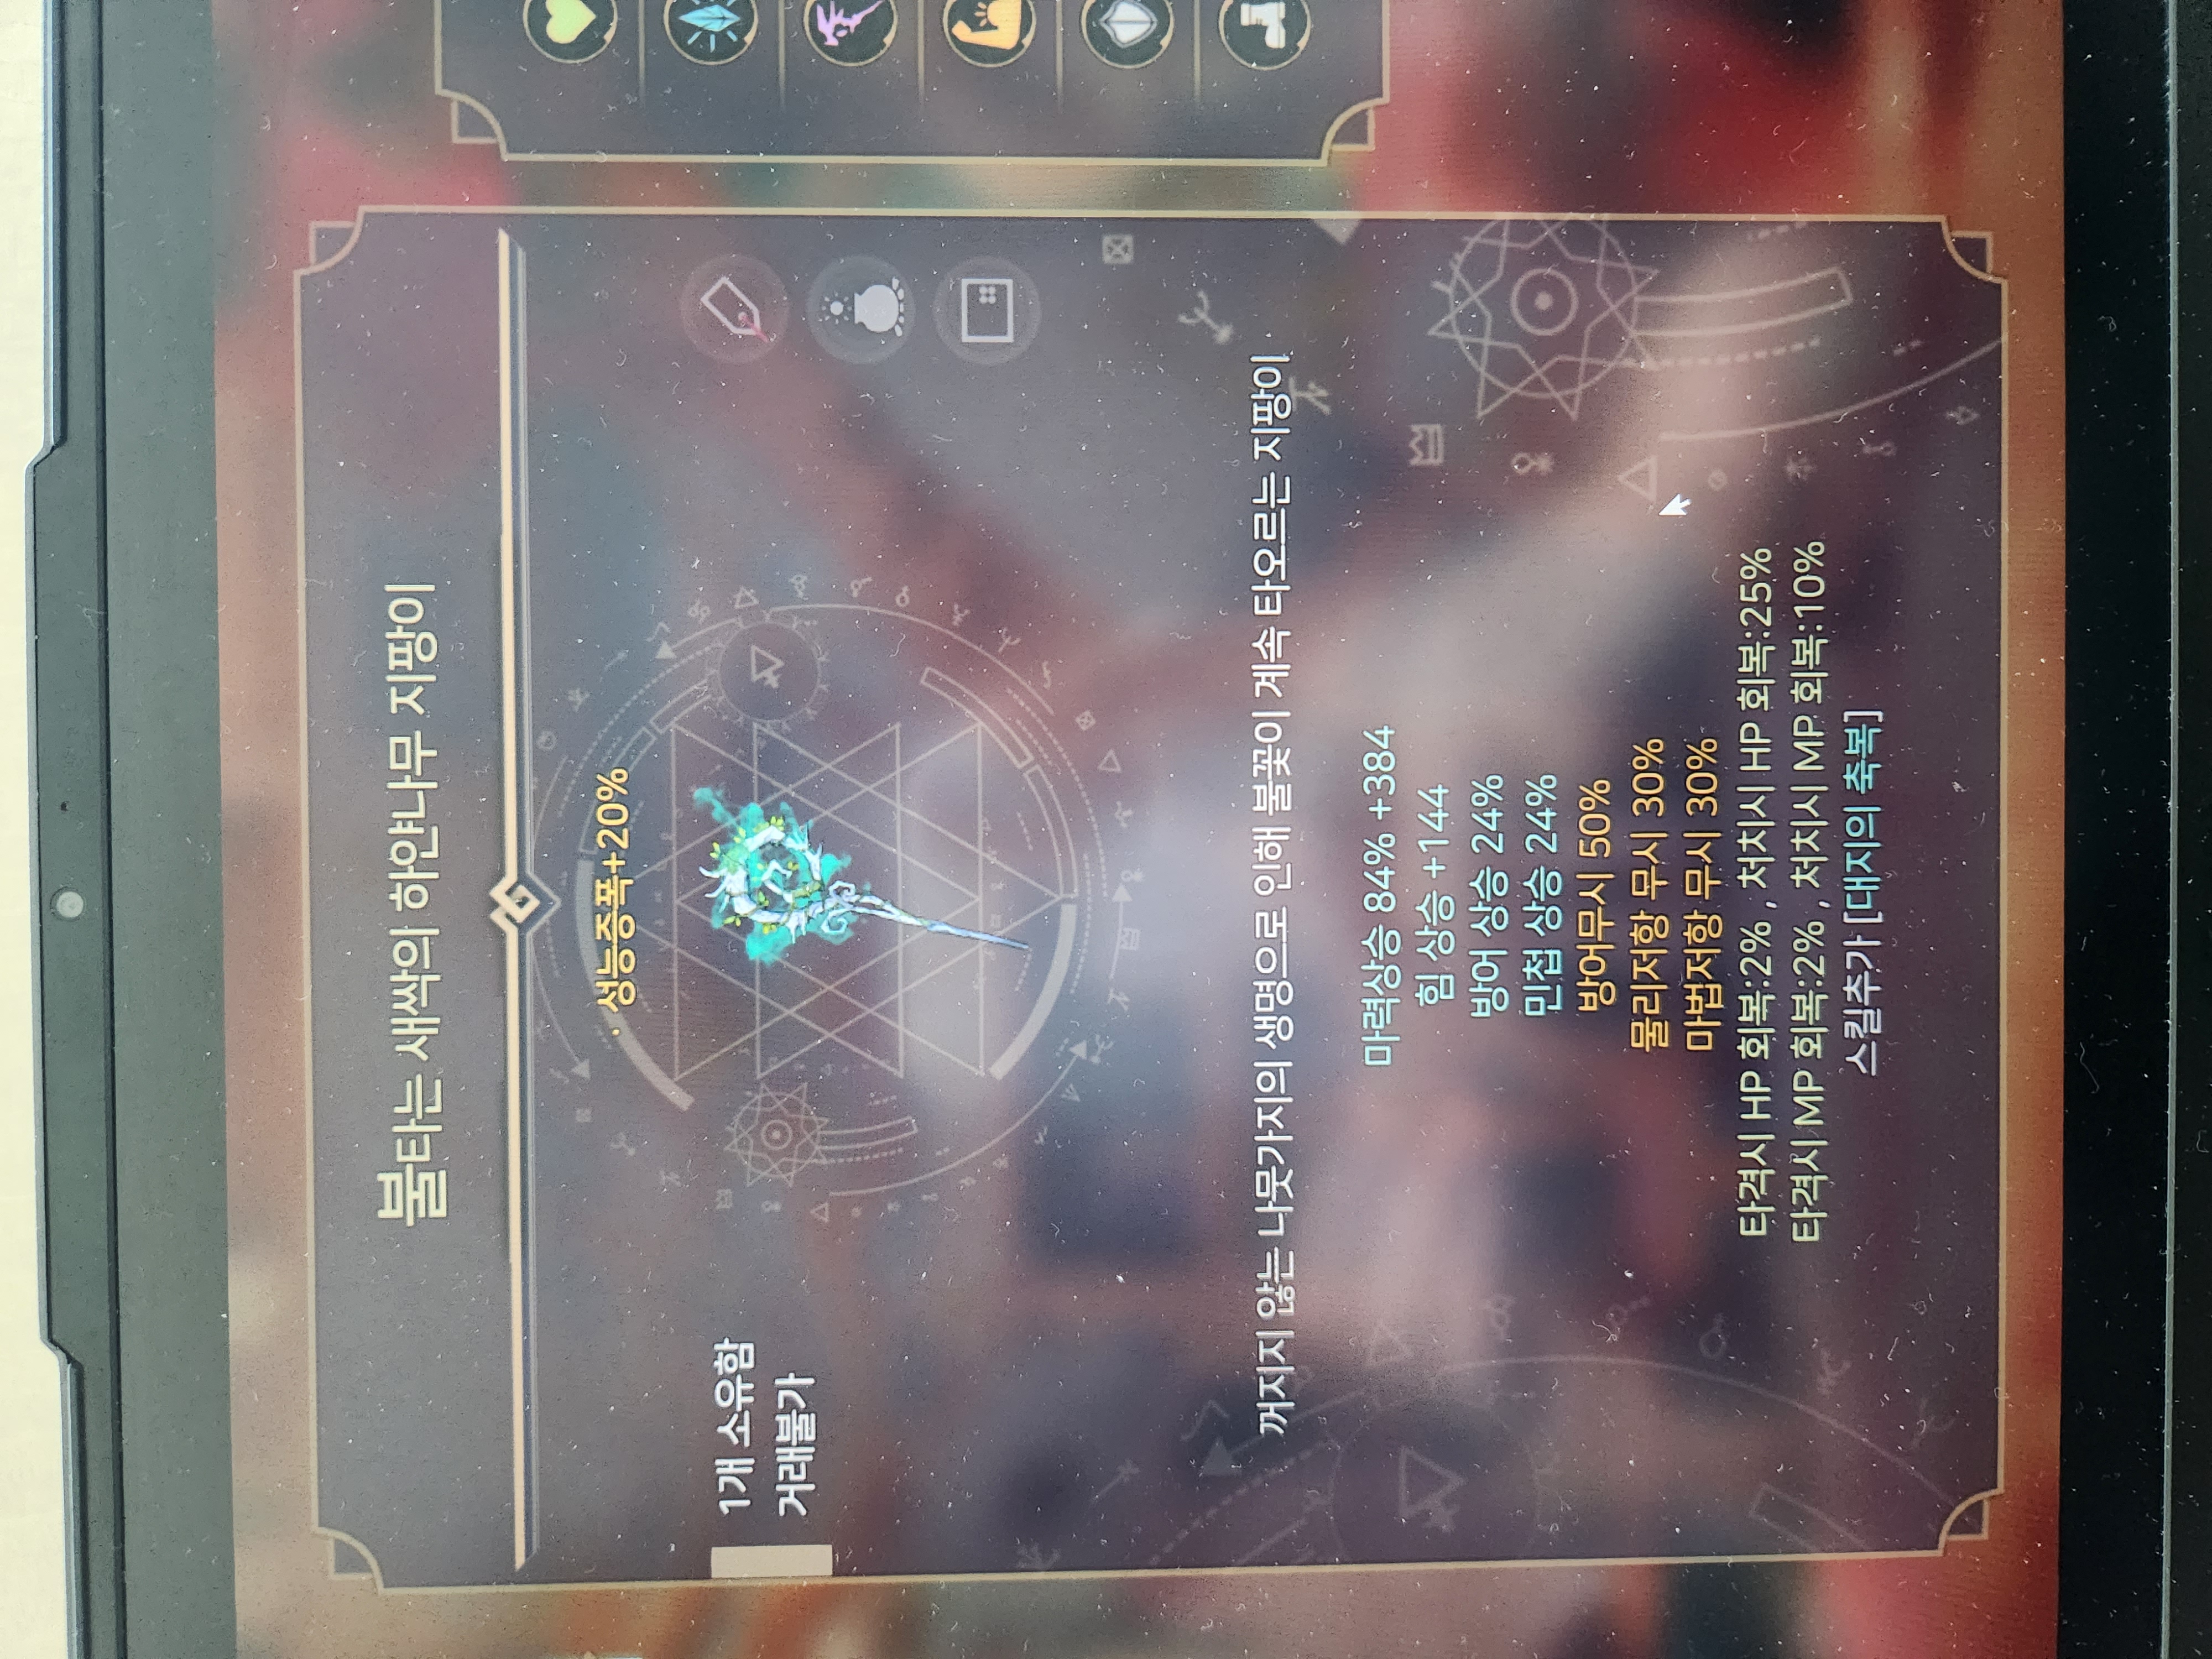 불타는 새싹의 하얀나무 지팡이
· 성능증폭+20%
1개 소유함
거래불가
꺼지지 않는 나뭇가지의 생명으로 인해 불꽃이 계속 타오르는 지팡이
마력상승 84% +384
힘 상승 +144
방어 상승 24%
민첩 상승 24%
방어무시 50%
물리저항 무시 30%
마법저항 무시 30%
타격시 HP 회복:2% , 처치시 HP 회복:25%
타격시 MP 회복:2% , 처치시 MP 회복:10%
스킬추가 [대지의 축복]